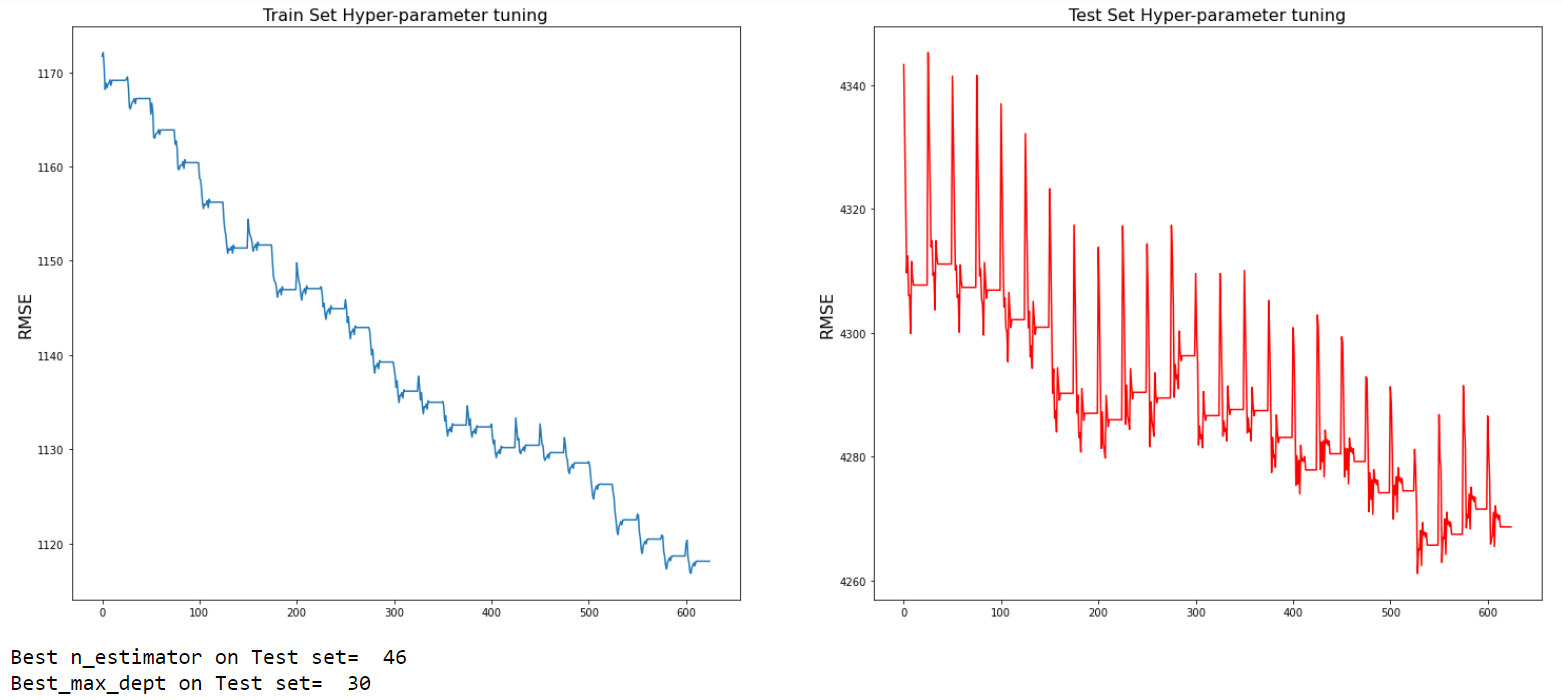 Train Set Hyper-parameter tuning
RMSE
1170
1160
1150
1140
1130
1120
0 100 200 300 400 500 600
Test Set Hyper-parameter tuning
RMSE
4340
4320
4300
4280
4260
0 100 200 300 400 500 600
Best n_estimator on Test set= 46
Best_max_dept on Test set= 30